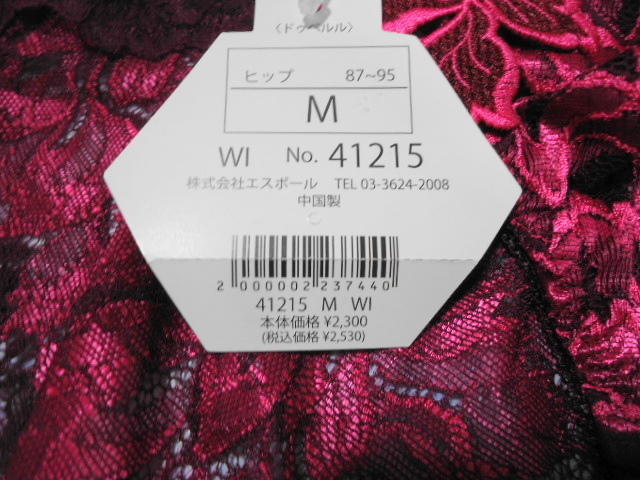 〈ドゥペルル〉
ヒップ 87~95
M
WI No. 41215
株式会社エスポール TEL 03-3624-2008
中国製
2 000002 237440
41215 M WI
本体価格 ¥2,300
(税込価格 ¥2,530)